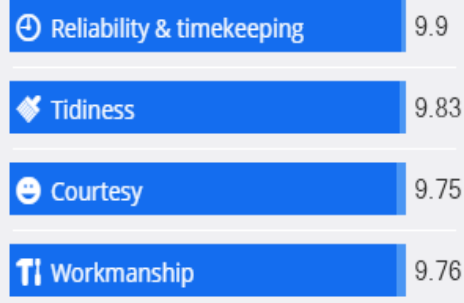 Reliability & timekeeping 9.9
Tidiness 9.83
Courtesy 9.75
Workmanship 9.76